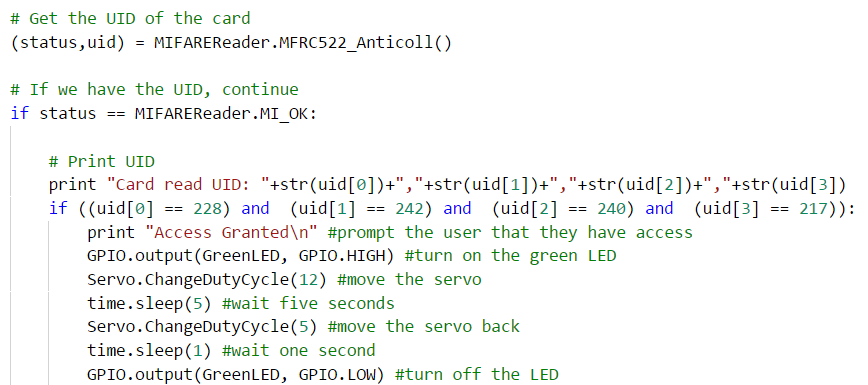 # Get the UID of the card
(status,uid) = MIFAREReader.MFRC522_Anticoll()
# If we have the UID, continue
if status == MIFAREReader.MI_OK:
# Print UID
print "Card read UID: "+str(uid[0])+","+str(uid[1])+","+str(uid[2])+","+str(uid[3])
if ((uid[0] == 228) and  (uid[1] == 242) and  (uid[2] == 240) and  (uid[3] == 217)):
print "Access Granted\n" #prompt the user that they have access
GPIO.output(GreenLED, GPIO.HIGH) #turn on the green LED
Servo.ChangeDutyCycle(12) #move the servo
time.sleep(5) #wait five seconds
Servo.ChangeDutyCycle(5) #move the servo back
time.sleep(1) #wait one second
GPIO.output(GreenLED, GPIO.LOW) #turn off the LED